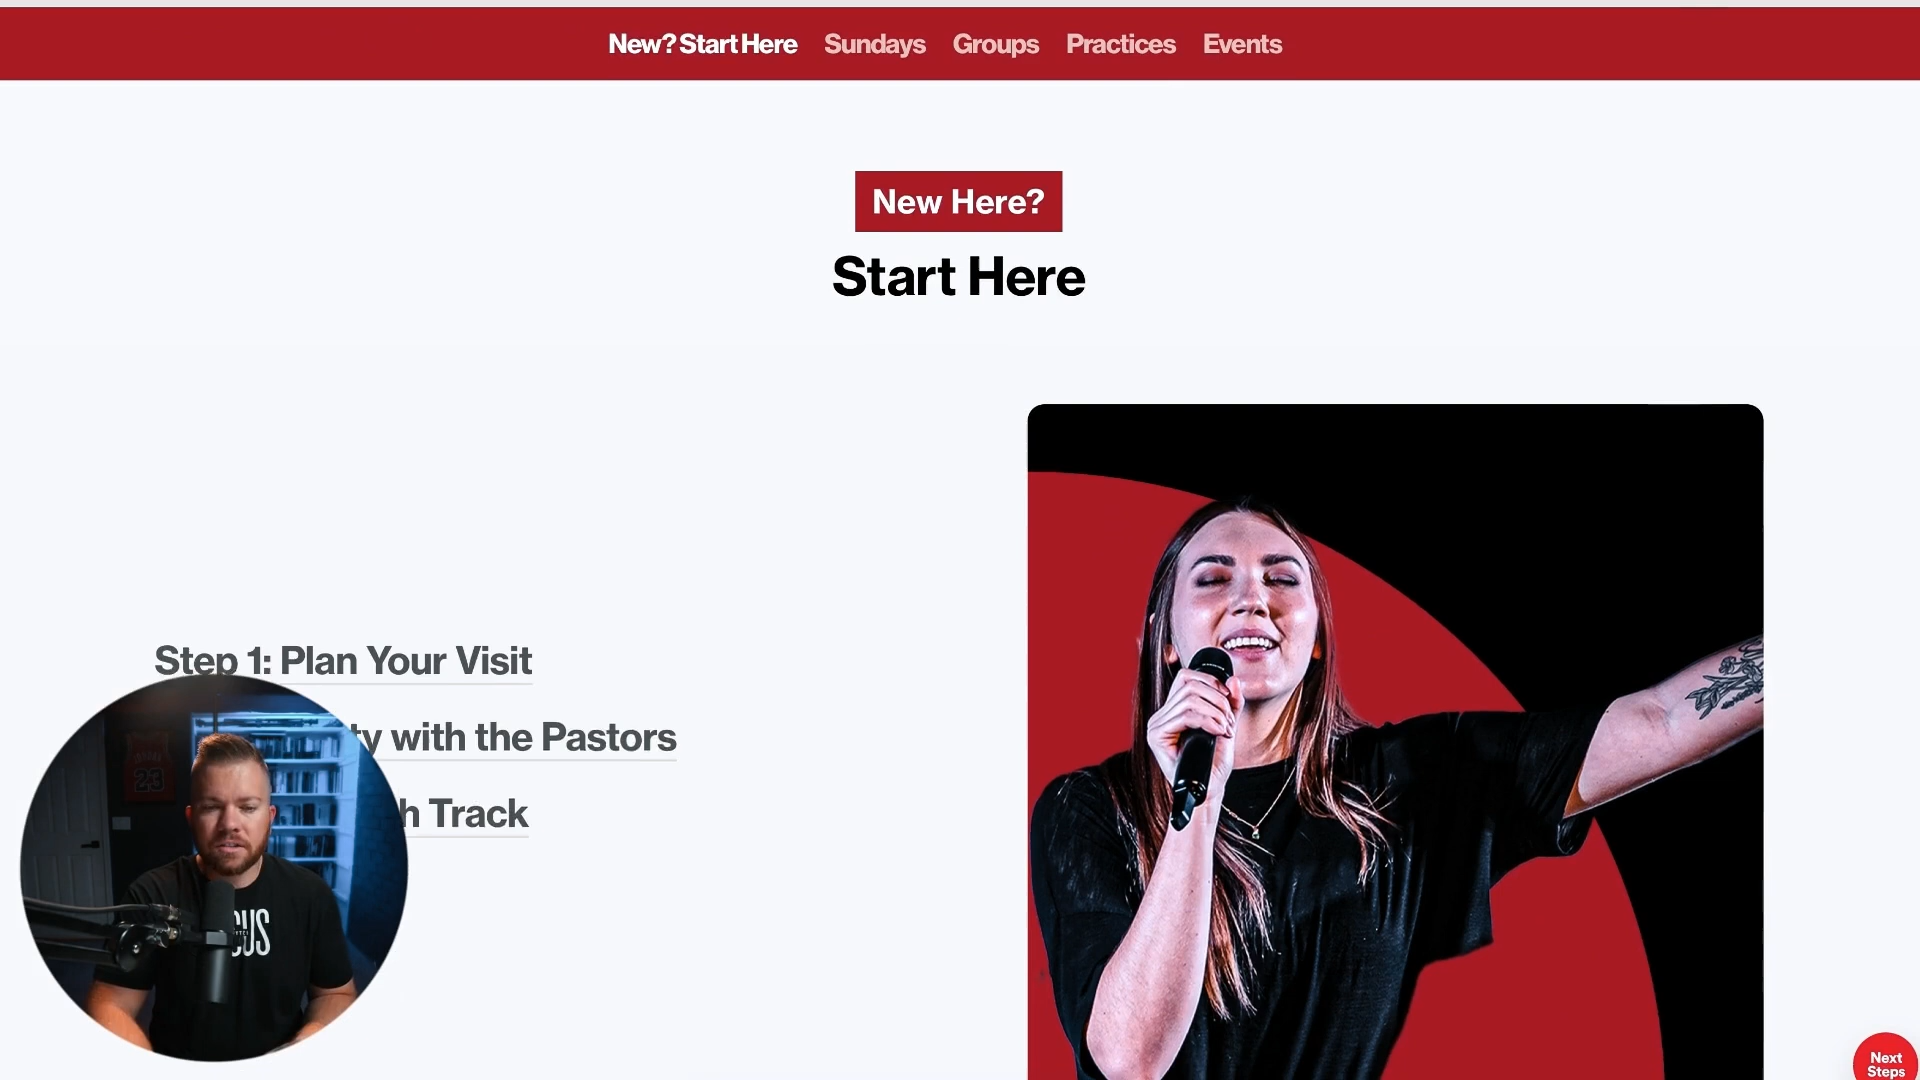 New? Start Here Sundays Groups Practices Events
New Here?
Start Here
Step 1: Plan Your Visit
with the Pastors
Track
23
Next
Steps